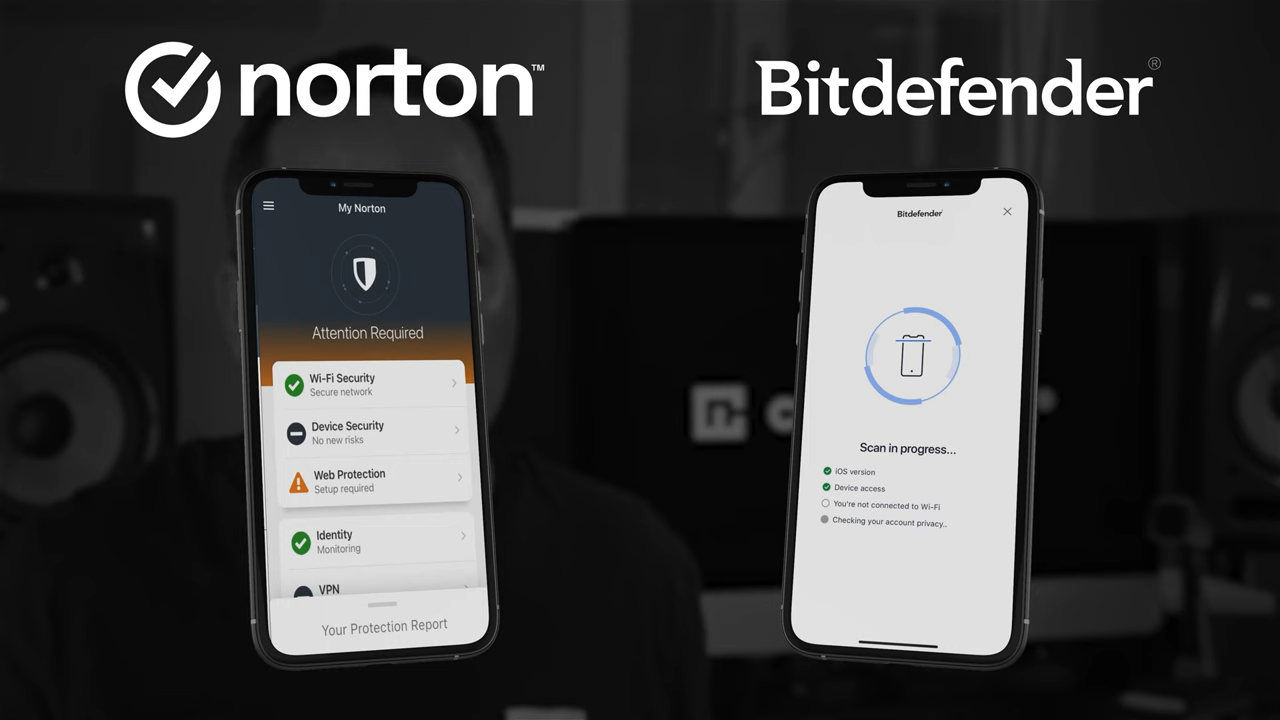 norton™
Bitdefender®
My Norton
Attention Required
Wi-Fi Security
Secure network
Device Security
No new risks
Web Protection
Setup required
Identity
Monitoring
VPN
Your Protection Report
Bitdefender
Scan in progress...
iOS version
Device access
You're not connected to Wi-Fi
Checking your account privacy..